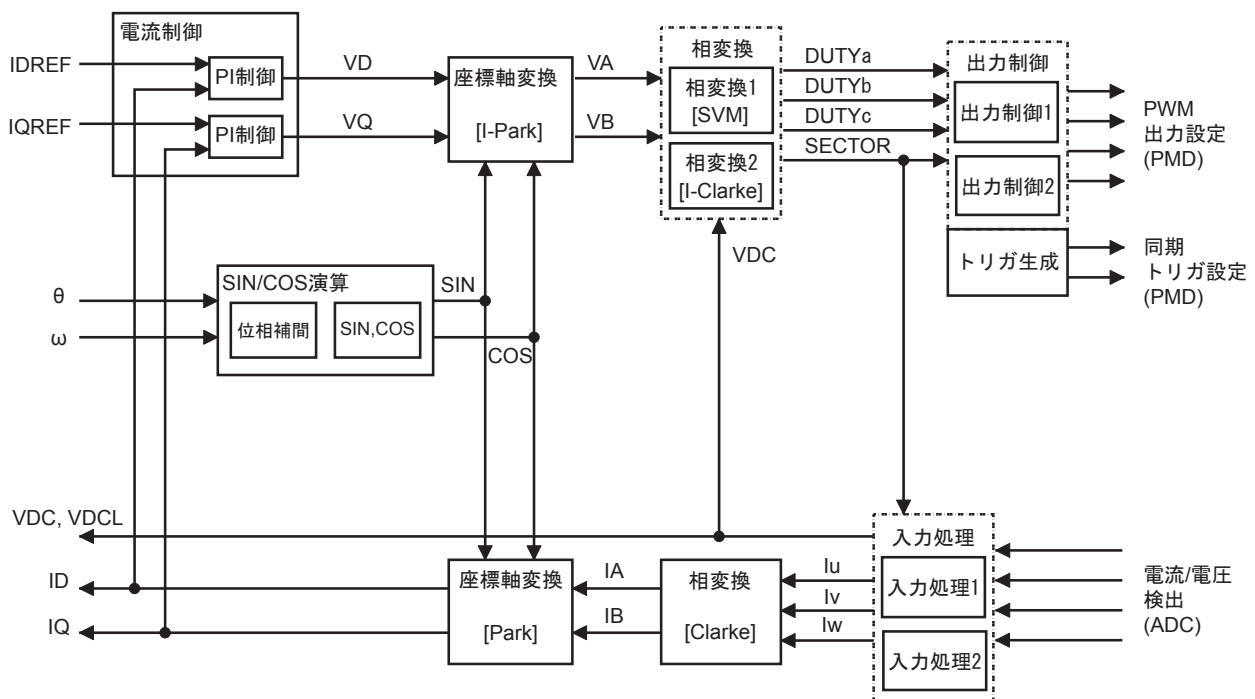 電流制御
IDREF
PI制御
VD
IQREF
PI制御
VQ
座標軸変換
[I-Park]
VA
VB
相変換
相変換1
[SVM]
相変換2
[I-Clarke]
DUTYa
DUTYb
DUTYc
SECTOR
出力制御
出力制御1
出力制御2
トリガ生成
PWM
出力設定
(PMD)
同期
トリガ設定
(PMD)
VDC
θ
ω
SIN/COS演算
位相補間
SIN,COS
SIN
COS
VDC, VDCL
ID
IQ
座標軸変換
[Park]
IA
IB
相変換
[Clarke]
Iu
Iv
Iw
入力処理
入力処理1
入力処理2
電流/電圧
検出
(ADC)